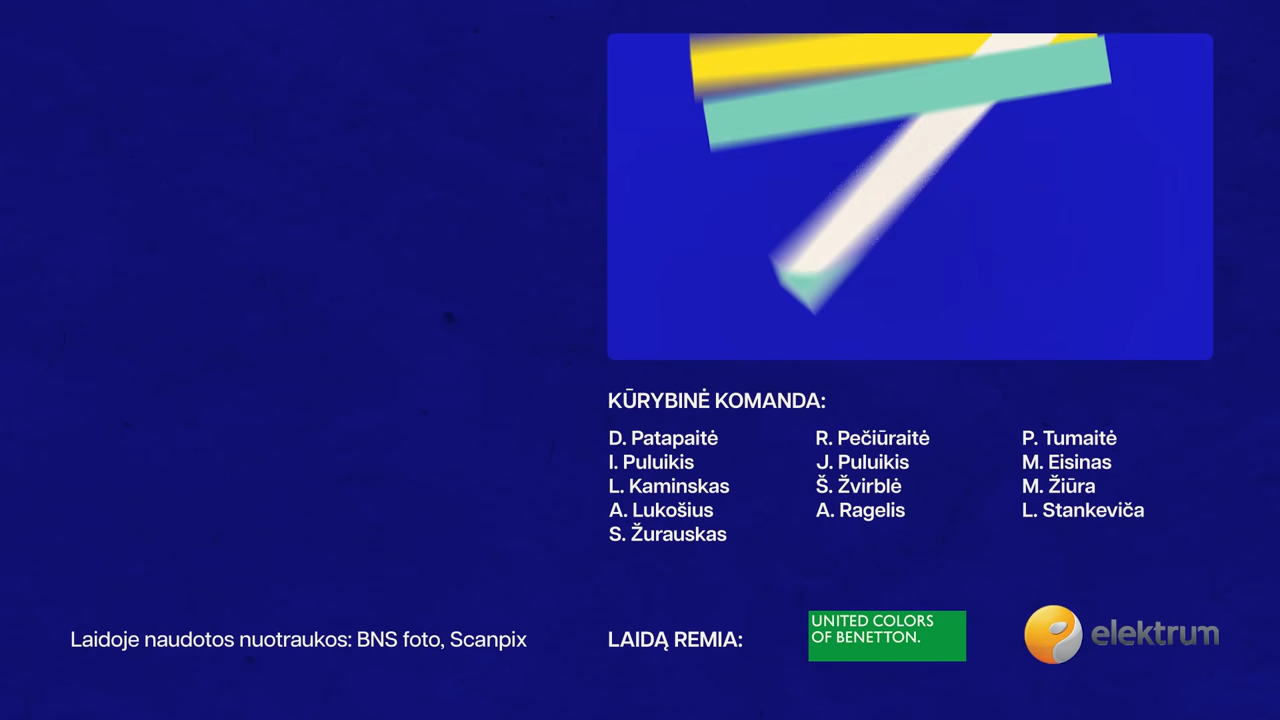 KŪRYBINĖ KOMANDA:
D. Patapaitė
I. Puluikis
L. Kaminskas
A. Lukošius
S. Žurauskas
R. Pečiūraitė
J. Puluikis
Š. Žvirblė
A. Ragelis
P. Tumaitė
M. Eisinas
M. Žiūra
L. Stankeviča
Laidoje naudotos nuotraukos: BNS foto, Scanpix
LAIDĄ REMIA:
UNITED COLORS
OF BENETTON.
elektrum